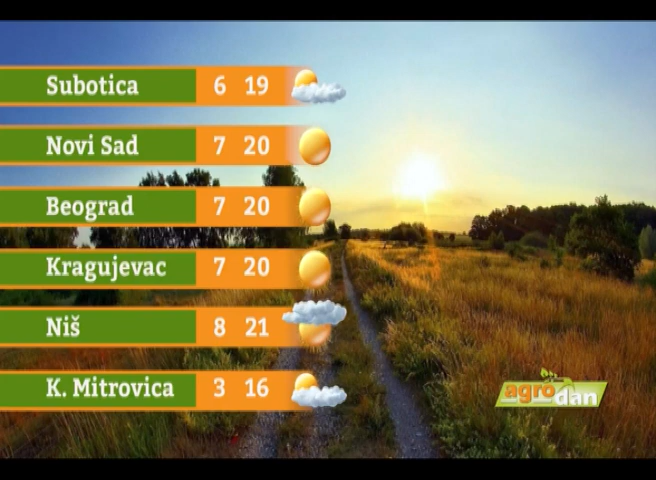 Subotica 6 19
Novi Sad 7 20
Beograd 7 20
Kragujevac 7 20
Niš 8 21
K. Mitrovica 3 16
agro
dan